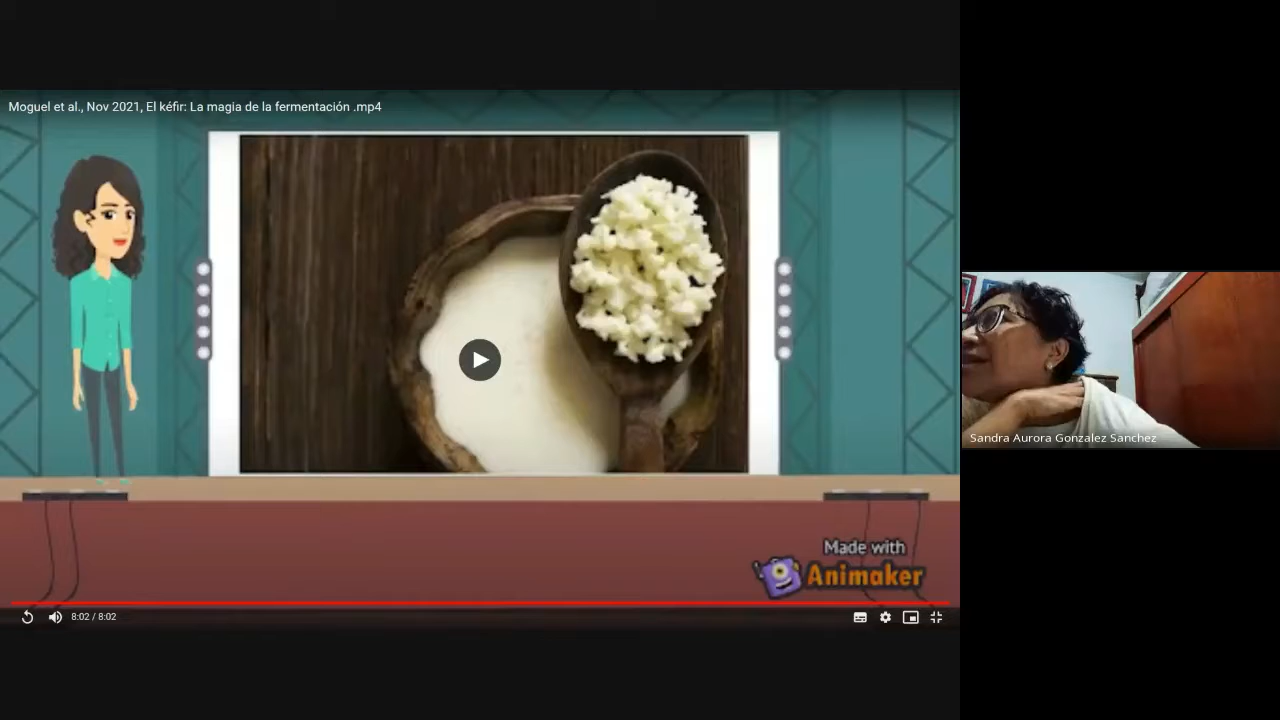 Moguel et al., Nov 2021, El kéfir: La magia de la fermentación .mp4
Sandra Aurora Gonzalez Sanchez
Made with
Animaker
8:02 / 8:02